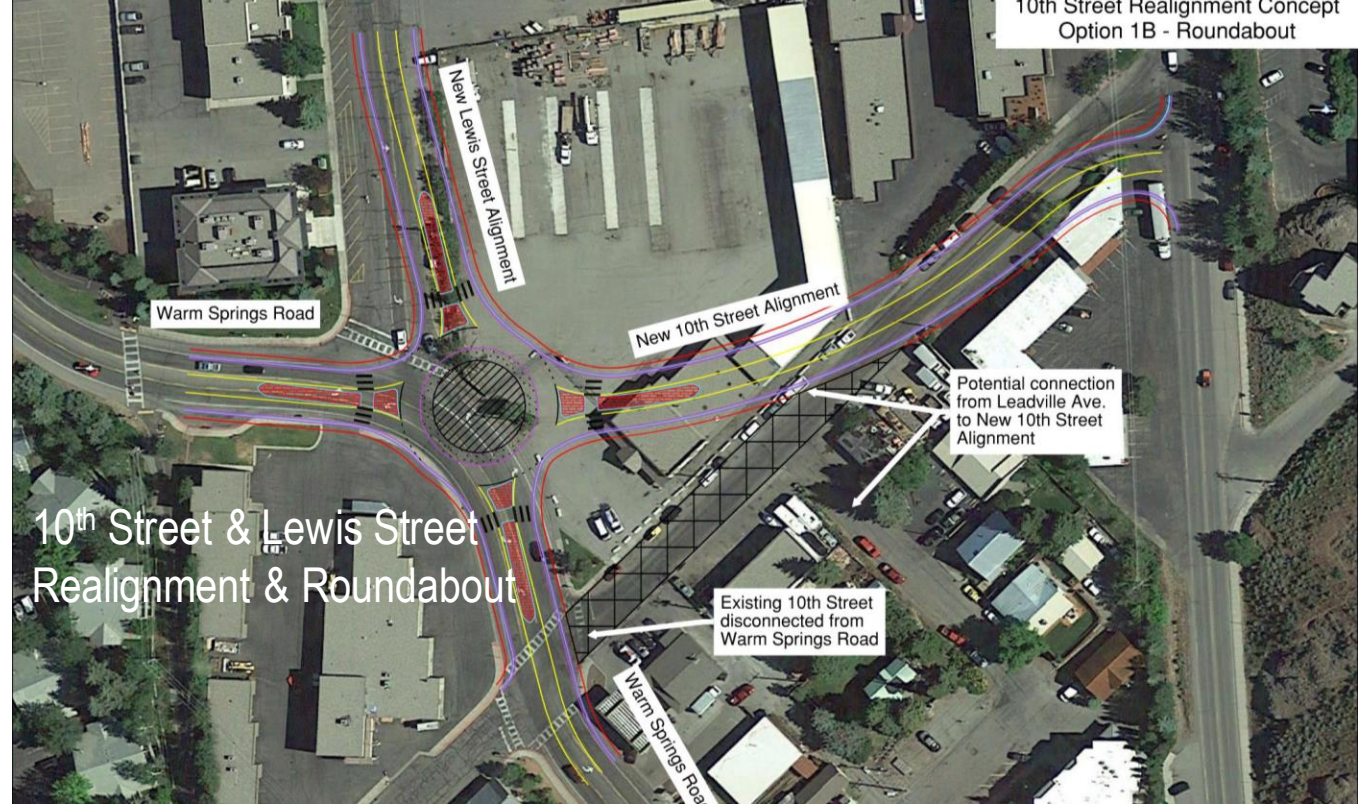 10th Street Realignment Concept
Option 1B - Roundabout
New Lewis Street Alignment
Warm Springs Road
New 10th Street Alignment
Potential connection
from Leadville Ave.
to New 10th Street
Alignment
10th Street & Lewis Street
Realignment & Roundabout
Existing 10th Street
disconnected from
Warm Springs Road
Warm Springs Road